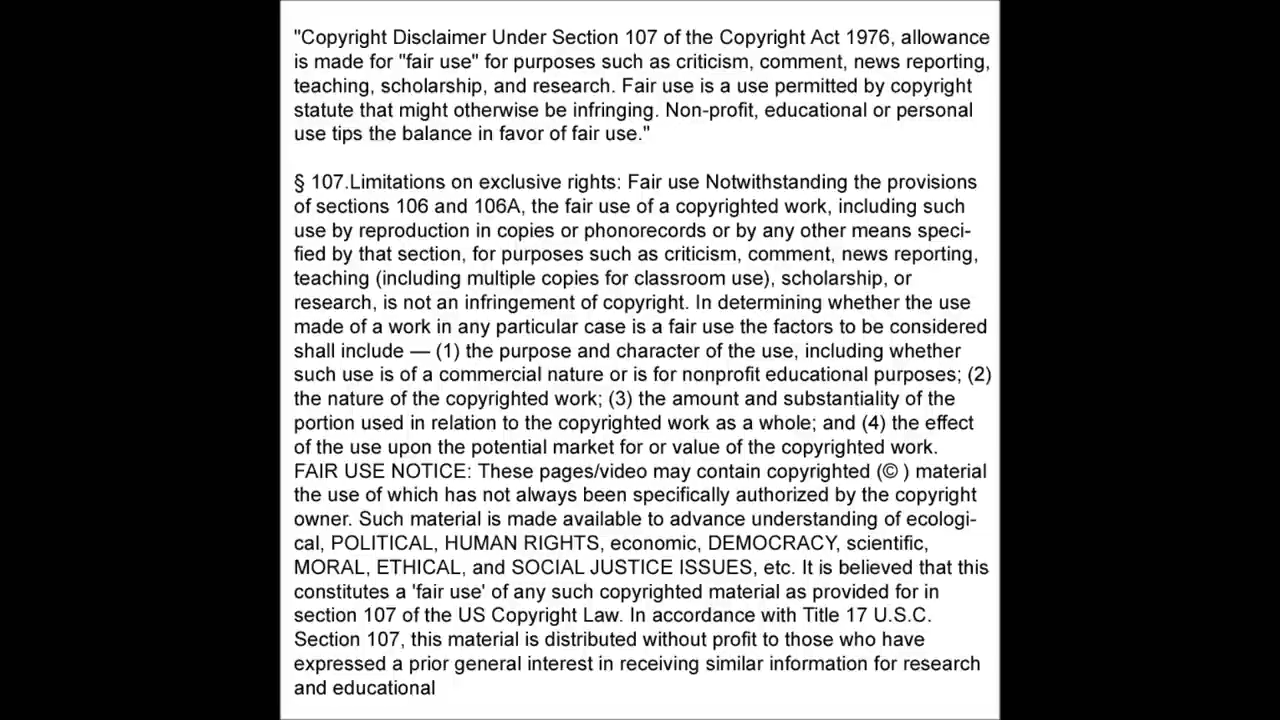 "Copyright Disclaimer Under Section 107 of the Copyright Act 1976, allowance
is made for "fair use" for purposes such as criticism, comment, news reporting,
teaching, scholarship, and research. Fair use is a use permitted by copyright
statute that might otherwise be infringing. Non-profit, educational or personal
use tips the balance in favor of fair use."
§ 107.Limitations on exclusive rights: Fair use Notwithstanding the provisions
of sections 106 and 106A, the fair use of a copyrighted work, including such
use by reproduction in copies or phonorecords or by any other means speci-
fied by that section, for purposes such as criticism, comment, news reporting,
teaching (including multiple copies for classroom use), scholarship, or
research, is not an infringement of copyright. In determining whether the use
made of a work in any particular case is a fair use the factors to be considered
shall include — (1) the purpose and character of the use, including whether
such use is of a commercial nature or is for nonprofit educational purposes; (2)
the nature of the copyrighted work; (3) the amount and substantiality of the
portion used in relation to the copyrighted work as a whole; and (4) the effect
of the use upon the potential market for or value of the copyrighted work.
FAIR USE NOTICE: These pages/video may contain copyrighted (© ) material
the use of which has not always been specifically authorized by the copyright
owner. Such material is made available to advance understanding of ecologi-
cal, POLITICAL, HUMAN RIGHTS, economic, DEMOCRACY, scientific,
MORAL, ETHICAL, and SOCIAL JUSTICE ISSUES, etc. It is believed that this
constitutes a 'fair use' of any such copyrighted material as provided for in
section 107 of the US Copyright Law. In accordance with Title 17 U.S.C.
Section 107, this material is distributed without profit to those who have
expressed a prior general interest in receiving similar information for research
and educational